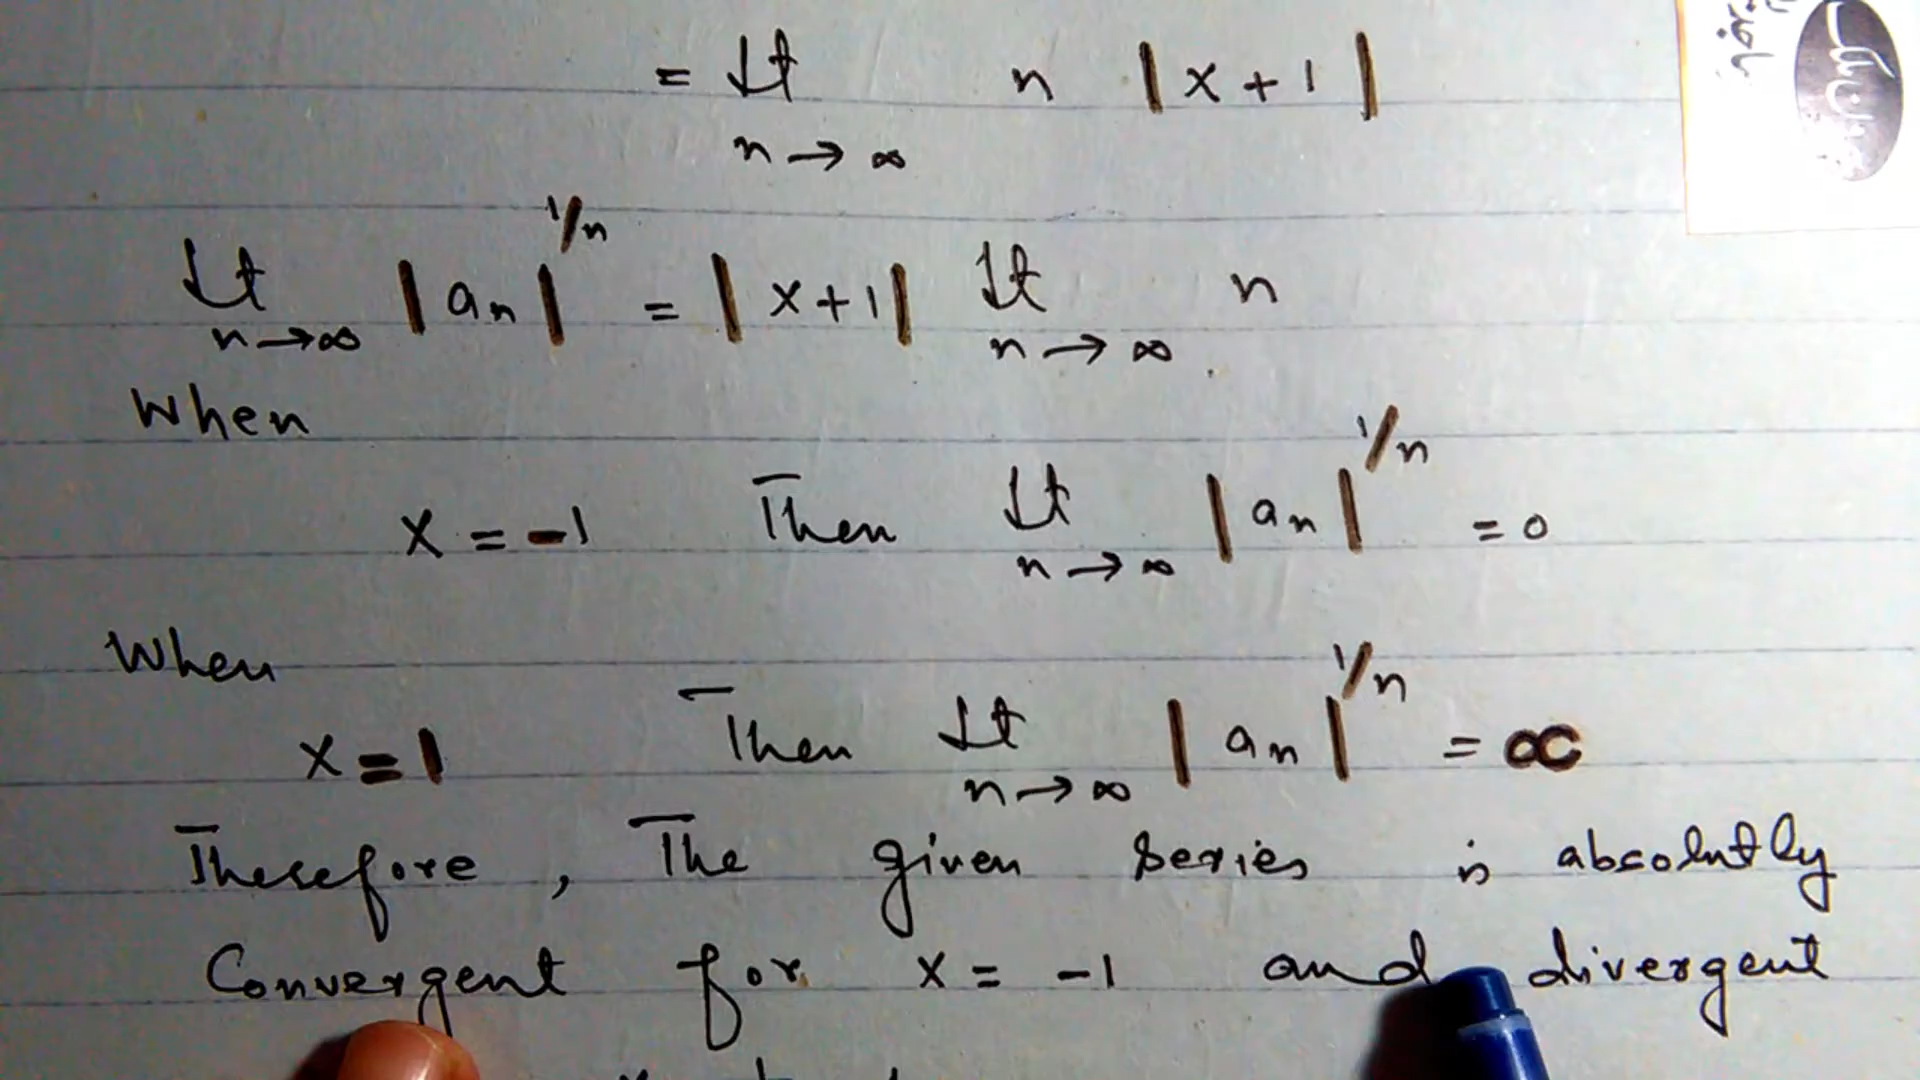 = Lt n |x+1|
n→∞
Lt |an|^1/n = |x+1| Lt n
n→∞ n→∞
When
x = -1 Then Lt |an|^1/n = 0
n→∞
When
x = 1 Then Lt |an|^1/n = ∞
n→∞
Therefore, The given series is absolutly
Convergent for x = -1 and divergent